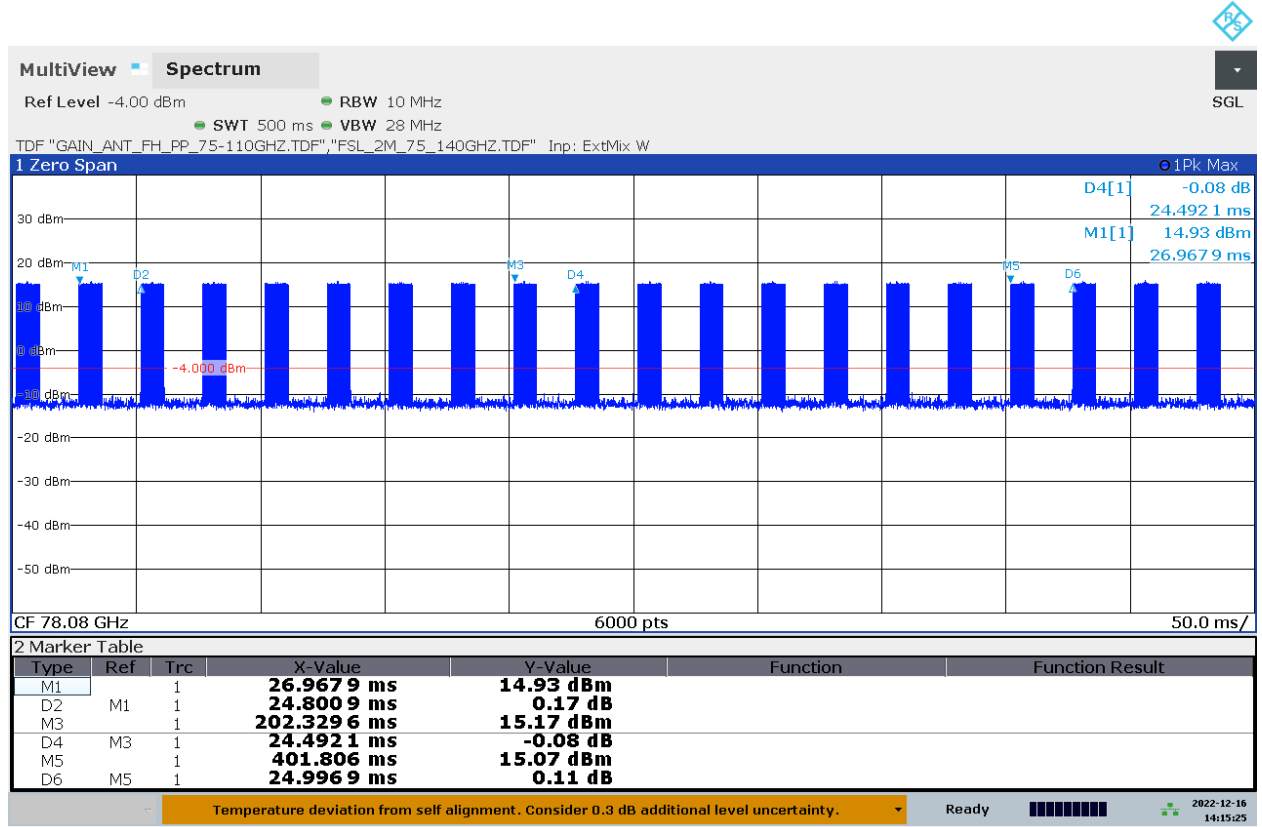 R&S
MultiView Spectrum
Ref Level -4.00 dBm RBW 10 MHz SGL
SWT 500 ms VBW 28 MHz
TDF "GAIN_ANT_FH_PP_75-110GHZ.TDF","FSL_2M_75_140GHZ.TDF" Inp: ExtMix W
1 Zero Span 1Pk Max
D4[1] -0.08 dB
24.492 1 ms
30 dBm
M1[1] 14.93 dBm
26.967 9 ms
20 dBm
M1 D2 M3 D4 M5 D6
10 dBm
0 dBm
-4.000 dBm
-10 dBm
-20 dBm
-30 dBm
-40 dBm
-50 dBm
CF 78.08 GHz 6000 pts 50.0 ms/
2 Marker Table
Type Ref Trc X-Value Y-Value Function Function Result
M1 1 26.967 9 ms 14.93 dBm
D2 M1 1 24.800 9 ms 0.17 dB
M3 1 202.329 6 ms 15.17 dBm
D4 M3 1 24.492 1 ms -0.08 dB
M5 1 401.806 ms 15.07 dBm
D6 M5 1 24.996 9 ms 0.11 dB
Temperature deviation from self alignment. Consider 0.3 dB additional level uncertainty. Ready 2022-12-16
14:15:25